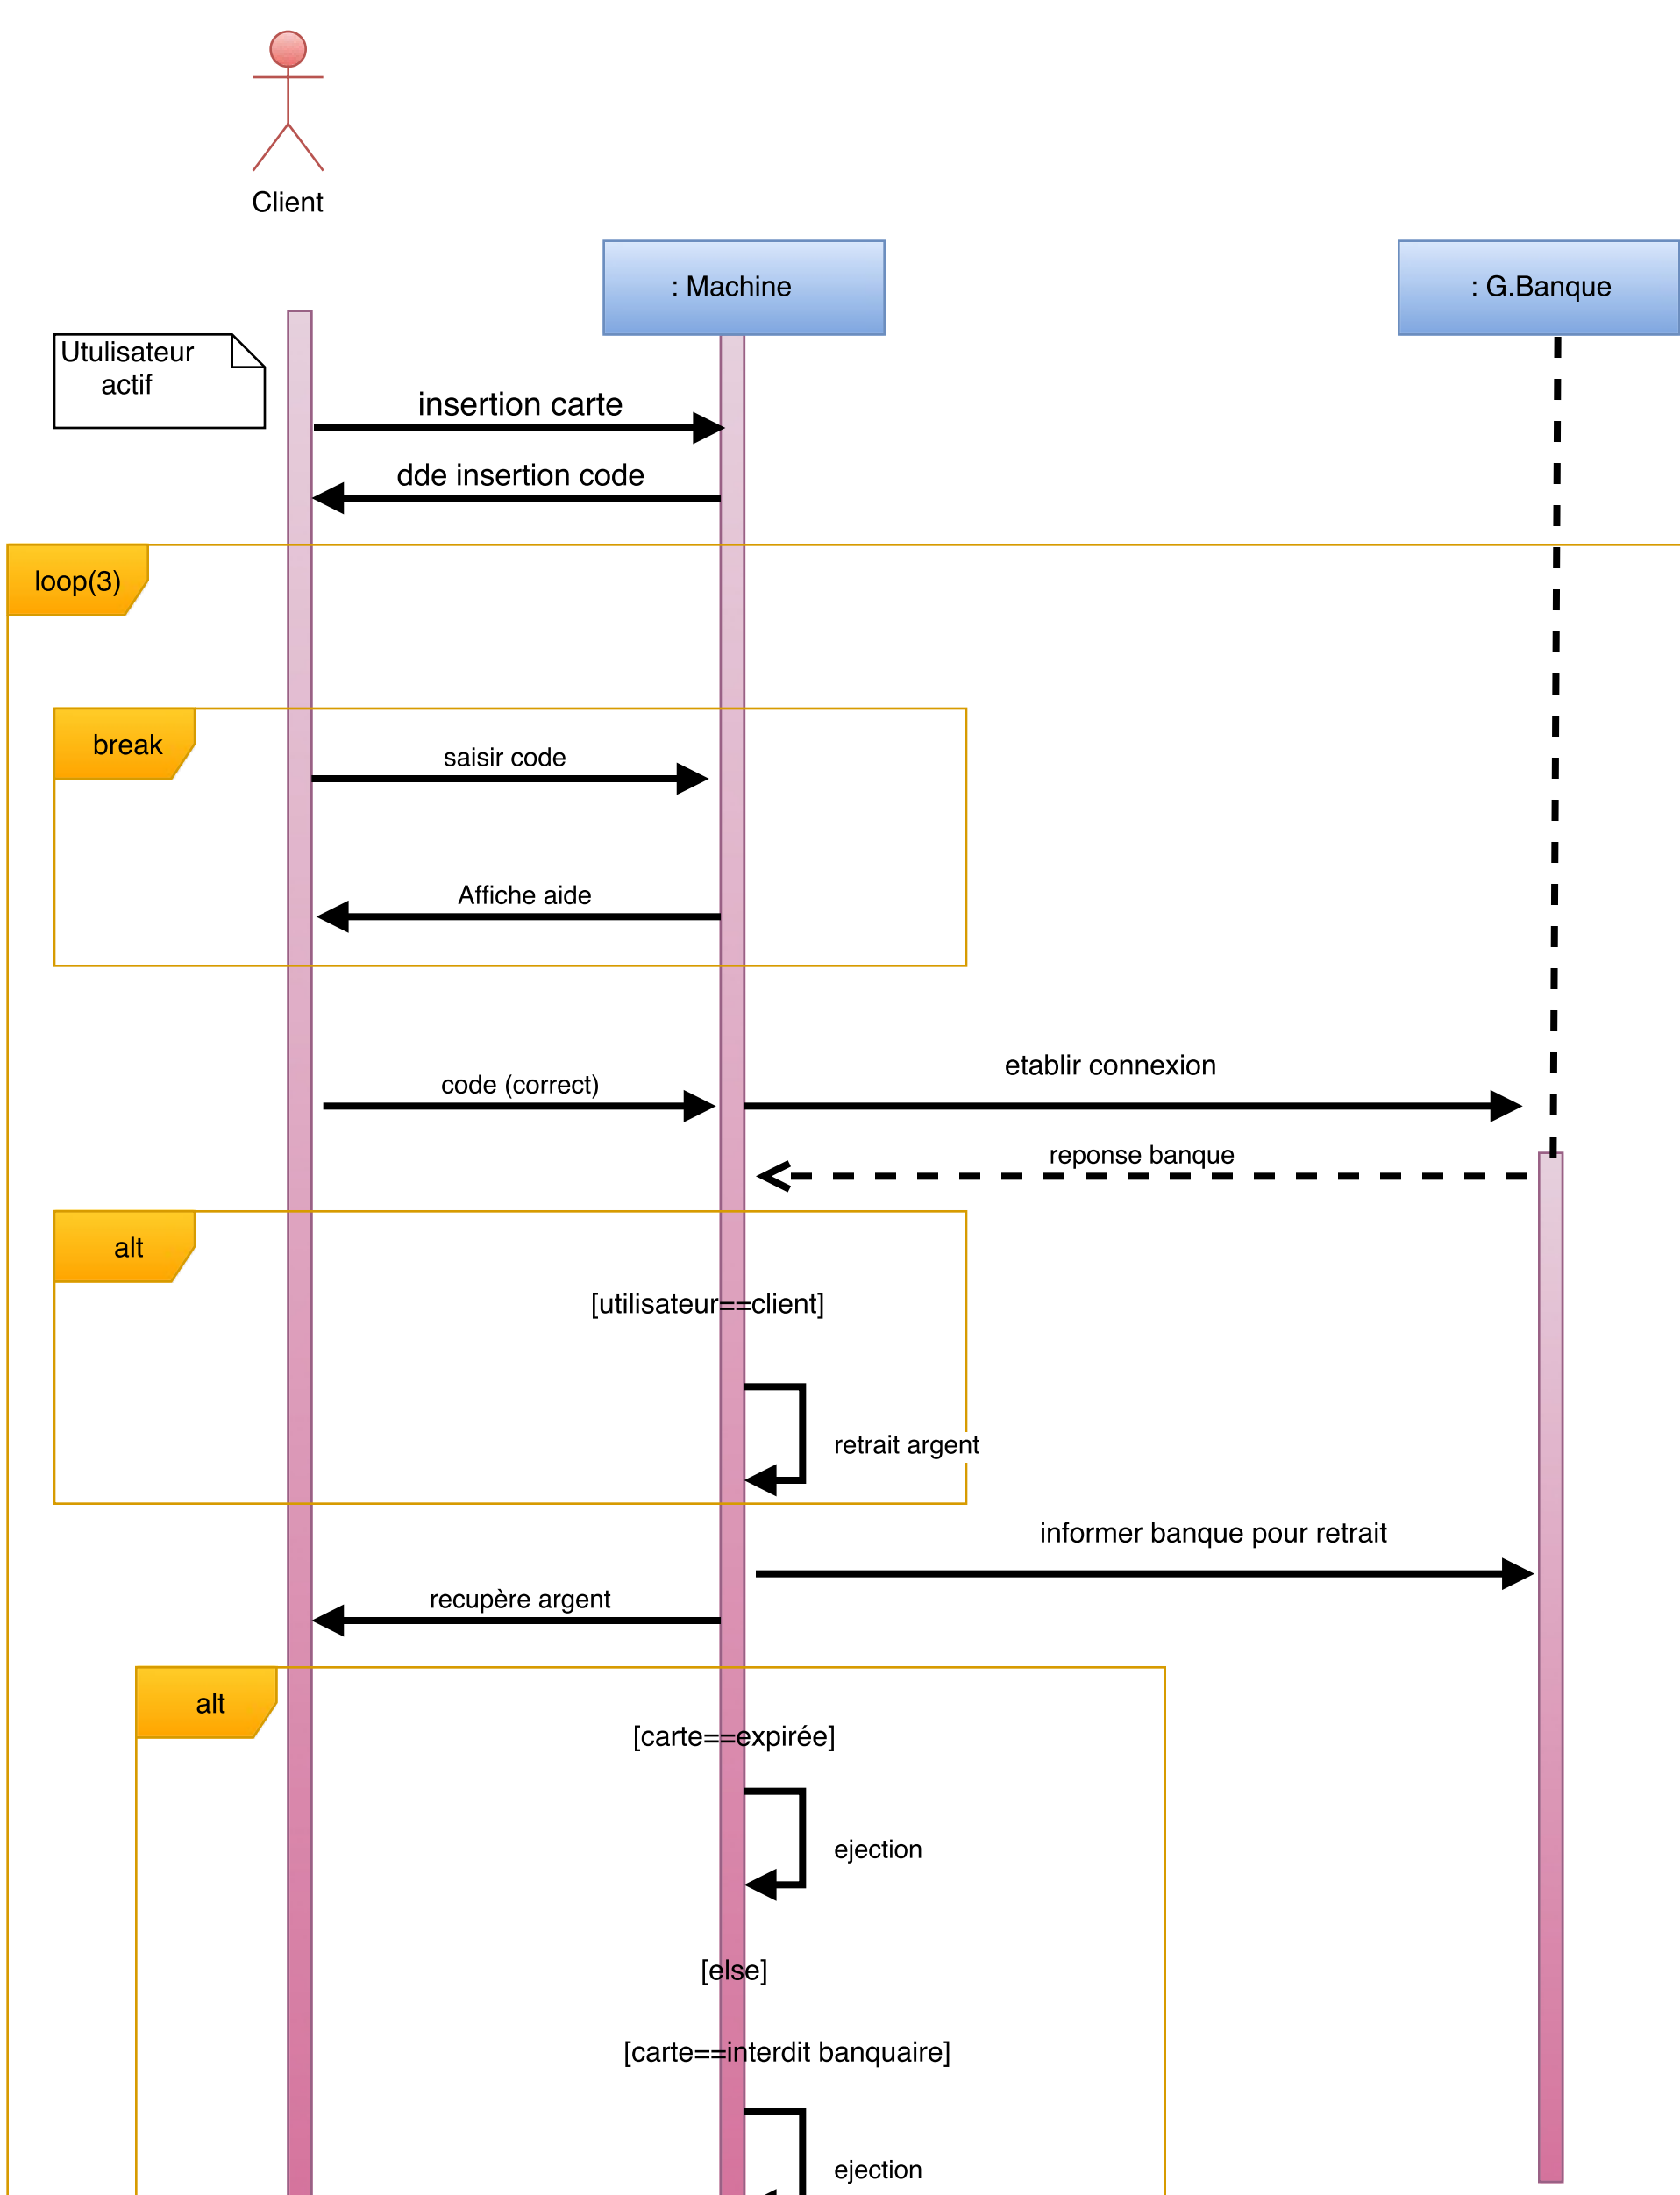 Client
: Machine
: G.Banque
Utulisateur
actif
insertion carte
dde insertion code
loop(3)
break
saisir code
Affiche aide
etablir connexion
code (correct)
reponse banque
alt
[utilisateur==client]
retrait argent
informer banque pour retrait
recupère argent
alt
[carte==expirée]
ejection
[else]
[carte==interdit banquaire]
ejection